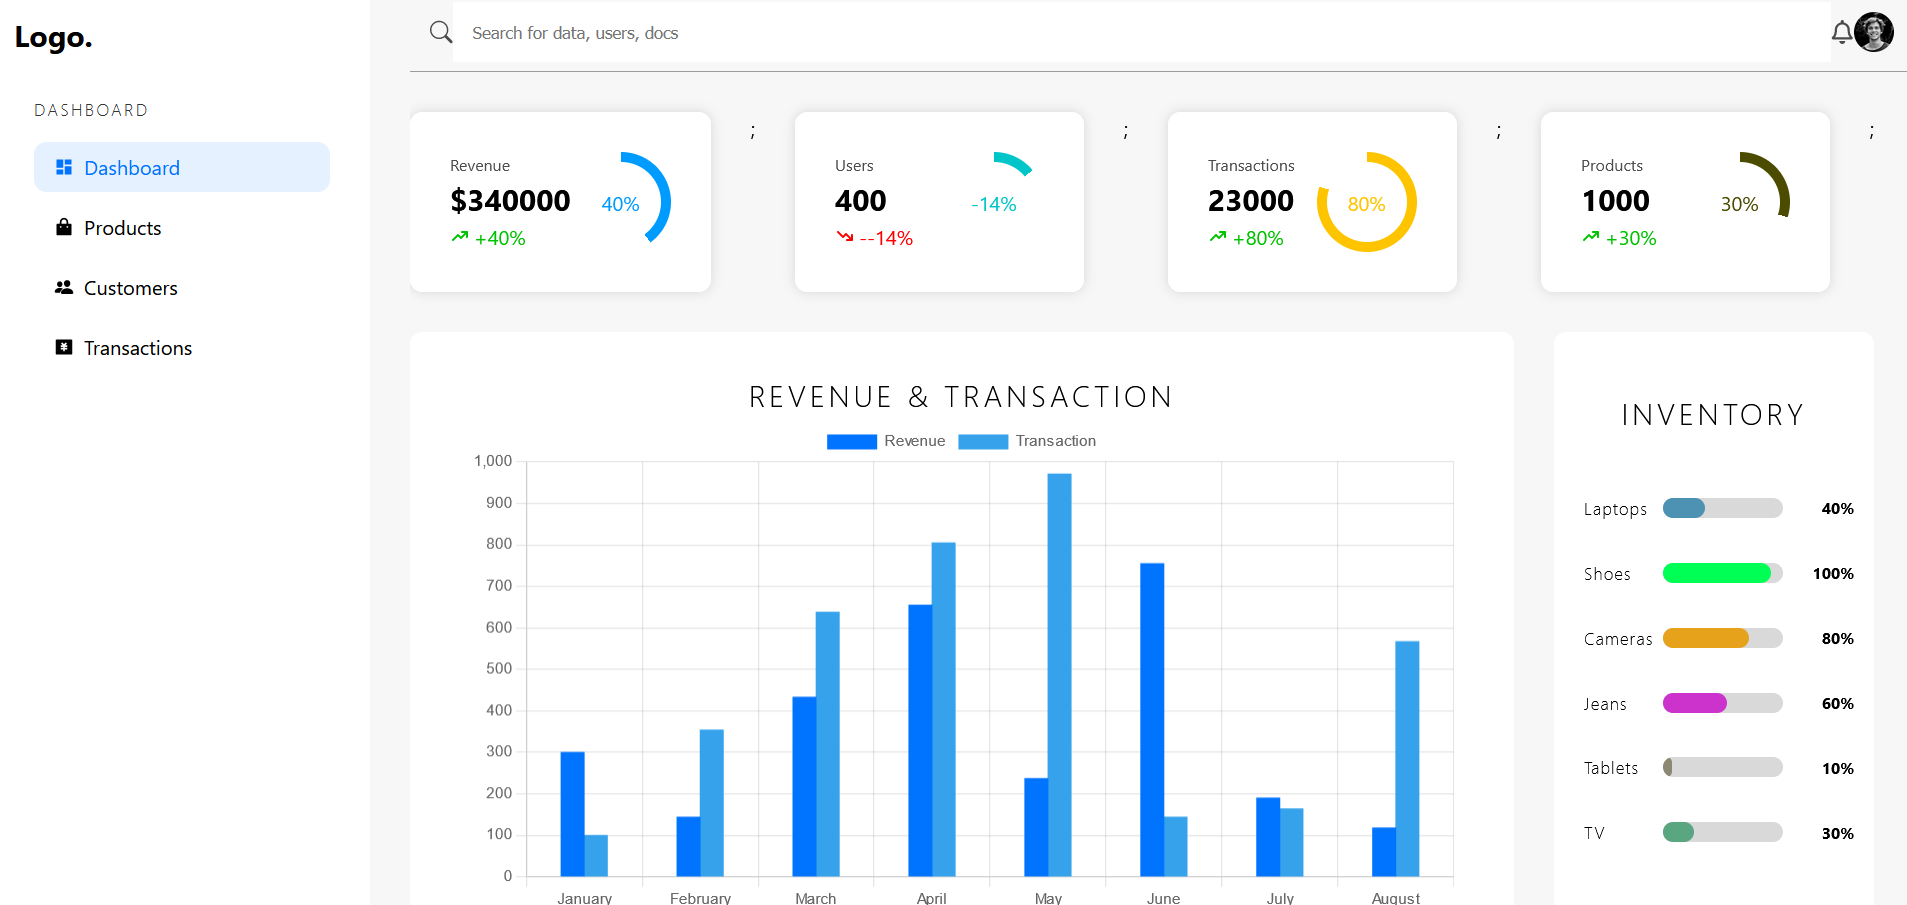 Logo.
Search for data, users, docs
DASHBOARD
Dashboard
Products
Customers
Transactions
Revenue
$340000
+40%
40%
;
Users
400
--14%
-14%
;
Transactions
23000
+80%
80%
;
Products
1000
+30%
30%
;
REVENUE & TRANSACTION
Revenue Transaction
1,000
900
800
700
600
500
400
300
200
100
0
January February March April May June July August
INVENTORY
Laptops 40%
Shoes 100%
Cameras 80%
Jeans 60%
Tablets 10%
TV 30%